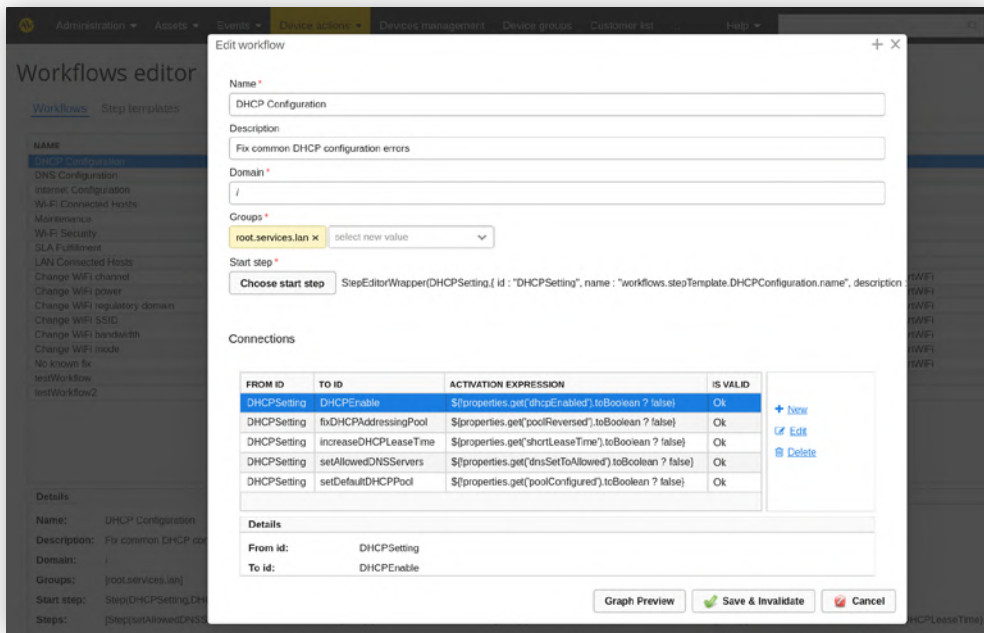 Administration Assets Events Device actions Devices management Device groups Customer list Help
Edit workflow
Workflows editor
Workflows Step templates
Name *
DHCP Configuration
Description
Fix common DHCP configuration errors
Domain *
/
Groups *
root.services.lan × select new value
Start step *
Choose start step StepEditorWrapper(DHCPSetting,{ id : "DHCPSetting", name : "workflows.stepTemplate.DHCPConfiguration.name", description :
NAME
DHCP Configuration
DNS Configuration
Internet Configuration
Wi-Fi Connected Hosts
Maintenance
Wi-Fi Security
SLA Fulfillment
LAN Connected Hosts
Change WiFi channel
Change WiFi power
Change WiFi regulatory domain
Change WiFi SSID
Change WiFi bandwidth
Change WiFi mode
No known fix
testWorkflow
testWorkflow2
Connections
FROM ID TO ID ACTIVATION EXPRESSION IS VALID
DHCPSetting DHCPEnable ${!properties.get('dhcpEnabled').toBoolean ? false} Ok
DHCPSetting fixDHCPAddressingPool ${properties.get('poolReversed').toBoolean ? false} Ok
DHCPSetting increaseDHCPLeaseTime ${properties.get('shortLeaseTime').toBoolean ? false} Ok
DHCPSetting setAllowedDNSServers ${!properties.get('dnsSetToAllowed').toBoolean ? false} Ok
DHCPSetting setDefaultDHCPPool ${!properties.get('poolConfigured').toBoolean ? false} Ok
New
Edit
Delete
Details
From id: DHCPSetting
To id: DHCPEnable
Graph Preview Save & Invalidate Cancel
Details
Name: DHCP Configuration
Description: Fix common DHCP cor
Domain: /
Groups: [root.services.lan]
Start step: Step(DHCPSetting,DH
Steps: [Step(setAllowedDNSS
HCPLeaseTime)